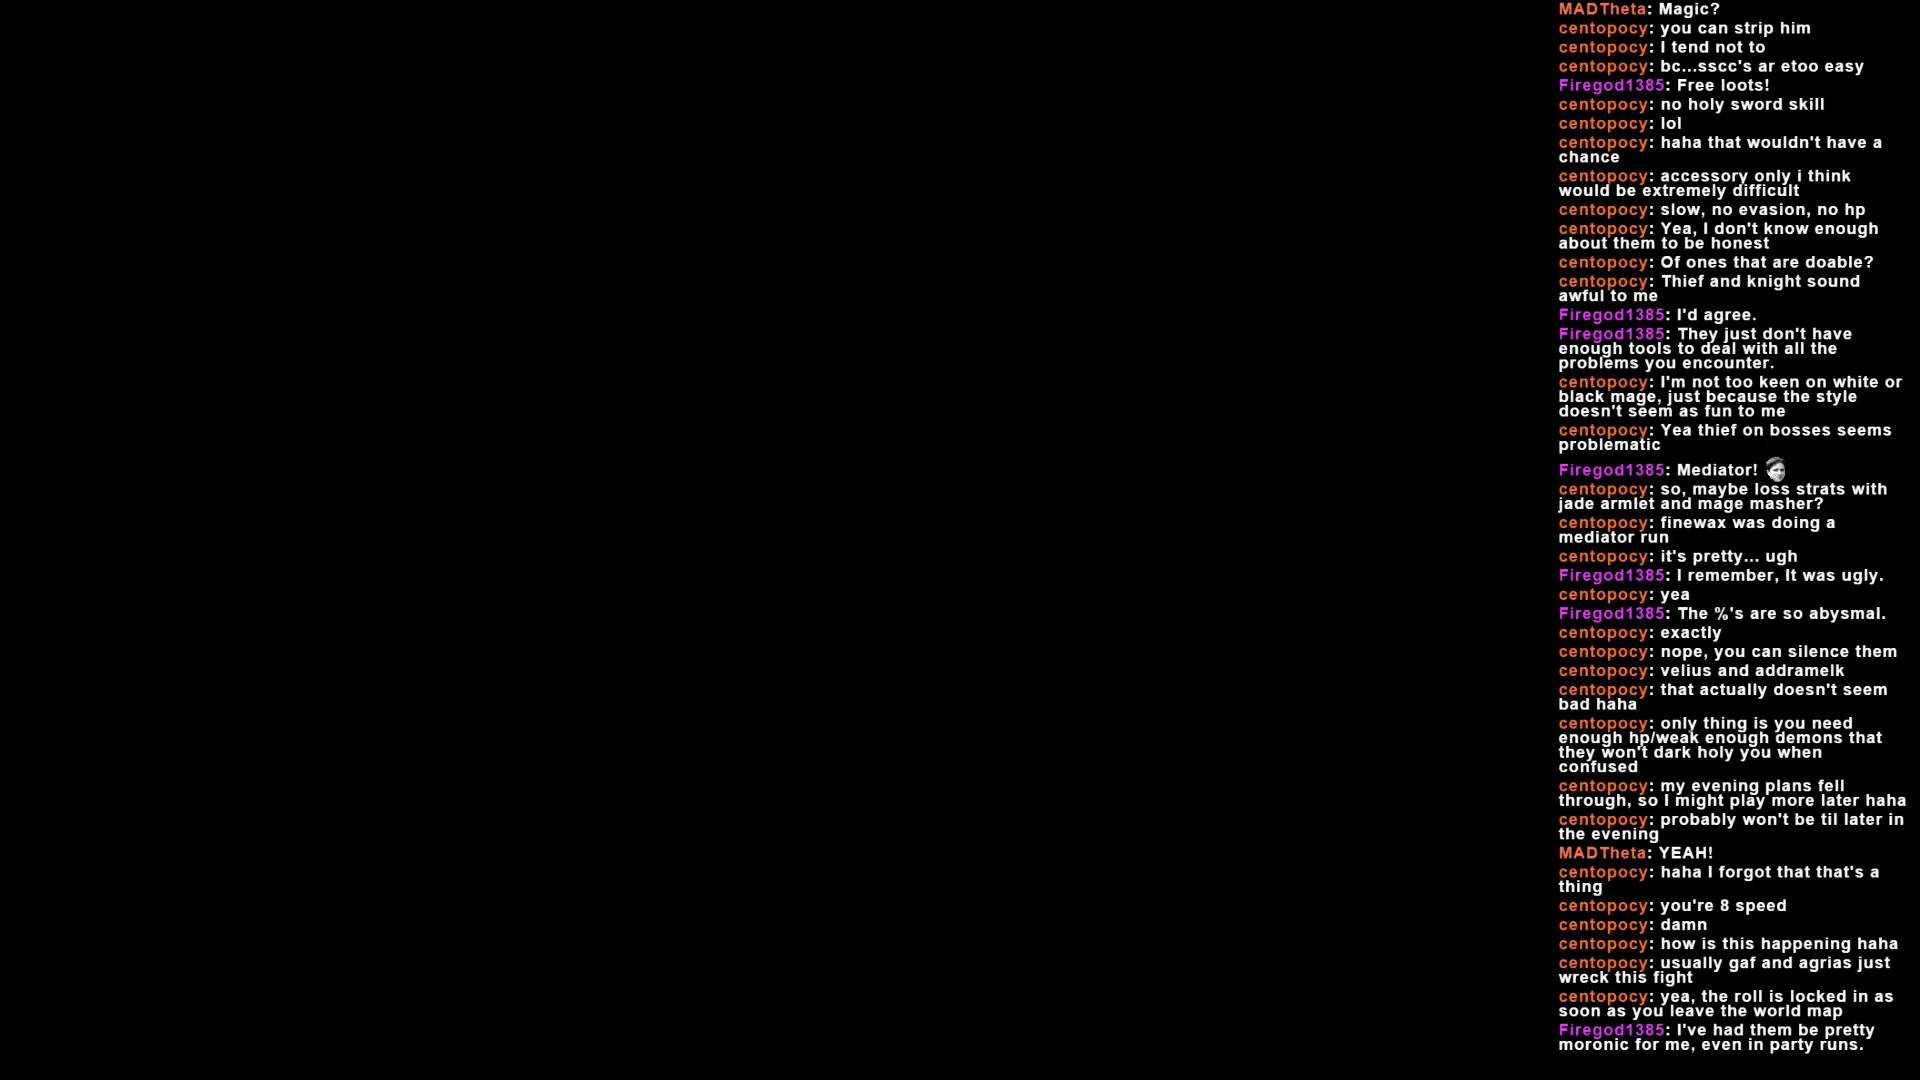 MADTheta: Magic?
centopocy: you can strip him
centopocy: I tend not to
centopocy: bc...sscc's ar etoo easy
Firegod1385: Free loots!
centopocy: no holy sword skill
centopocy: lol
centopocy: haha that wouldn't have a
chance
centopocy: accessory only i think
would be extremely difficult
centopocy: slow, no evasion, no hp
centopocy: Yea, I don't know enough
about them to be honest
centopocy: Of ones that are doable?
centopocy: Thief and knight sound
awful to me
Firegod1385: I'd agree.
Firegod1385: They just don't have
enough tools to deal with all the
problems you encounter.
centopocy: I'm not too keen on white or
black mage, just because the style
doesn't seem as fun to me
centopocy: Yea thief on bosses seems
problematic
Firegod1385: Mediator!
centopocy: so, maybe loss strats with
jade armlet and mage masher?
centopocy: finewax was doing a
mediator run
centopocy: it's pretty... ugh
Firegod1385: I remember, It was ugly.
centopocy: yea
Firegod1385: The %'s are so abysmal.
centopocy: exactly
centopocy: nope, you can silence them
centopocy: velius and addramelk
centopocy: that actually doesn't seem
bad haha
centopocy: only thing is you need
enough hp/weak enough demons that
they won't dark holy you when
confused
centopocy: my evening plans fell
through, so I might play more later haha
centopocy: probably won't be til later in
the evening
MADTheta: YEAH!
centopocy: haha I forgot that that's a
thing
centopocy: you're 8 speed
centopocy: damn
centopocy: how is this happening haha
centopocy: usually gaf and agrias just
wreck this fight
centopocy: yea, the roll is locked in as
soon as you leave the world map
Firegod1385: I've had them be pretty
moronic for me, even in party runs.